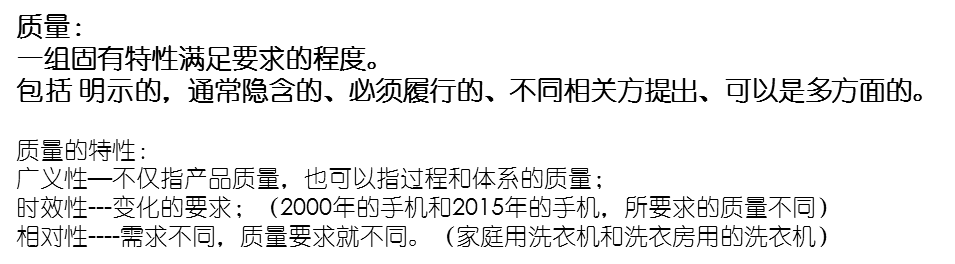 质量：
一组固有特性满足要求的程度。
包括 明示的，通常隐含的、必须履行的、不同相关方提出、可以是多方面的。
质量的特性：
广义性—不仅指产品质量，也可以指过程和体系的质量；
时效性---变化的要求；（2000年的手机和2015年的手机，所要求的质量不同）
相对性----需求不同，质量要求就不同。（家庭用洗衣机和洗衣房用的洗衣机）